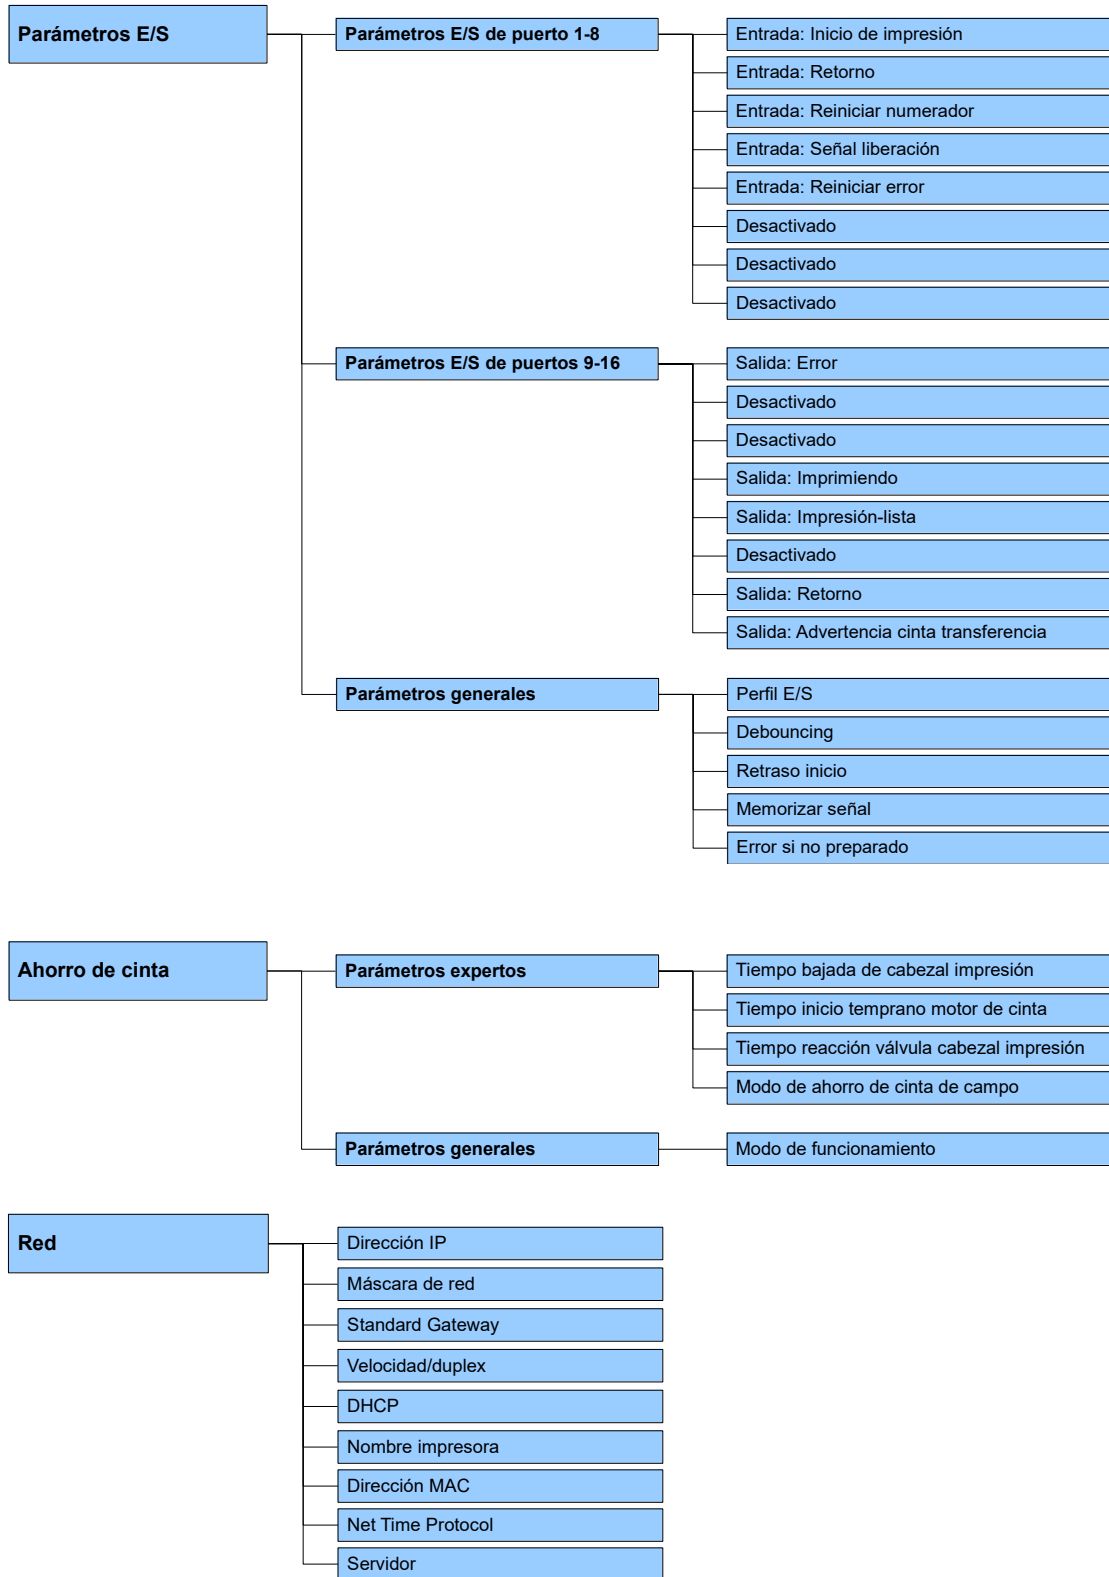 Parámetros E/S
Parámetros E/S de puerto 1-8
Entrada: Inicio de impresión
Entrada: Retorno
Entrada: Reiniciar numerador
Entrada: Señal liberación
Entrada: Reiniciar error
Desactivado
Desactivado
Desactivado
Parámetros E/S de puertos 9-16
Salida: Error
Desactivado
Desactivado
Salida: Imprimiendo
Salida: Impresión-lista
Desactivado
Salida: Retorno
Salida: Advertencia cinta transferencia
Parámetros generales
Perfil E/S
Debouncing
Retraso inicio
Memorizar señal
Error si no preparado
Ahorro de cinta
Parámetros expertos
Tiempo bajada de cabezal impresión
Tiempo inicio temprano motor de cinta
Tiempo reacción válvula cabezal impresión
Modo de ahorro de cinta de campo
Parámetros generales
Modo de funcionamiento
Red
Dirección IP
Máscara de red
Standard Gateway
Velocidad/duplex
DHCP
Nombre impresora
Dirección MAC
Net Time Protocol
Servidor